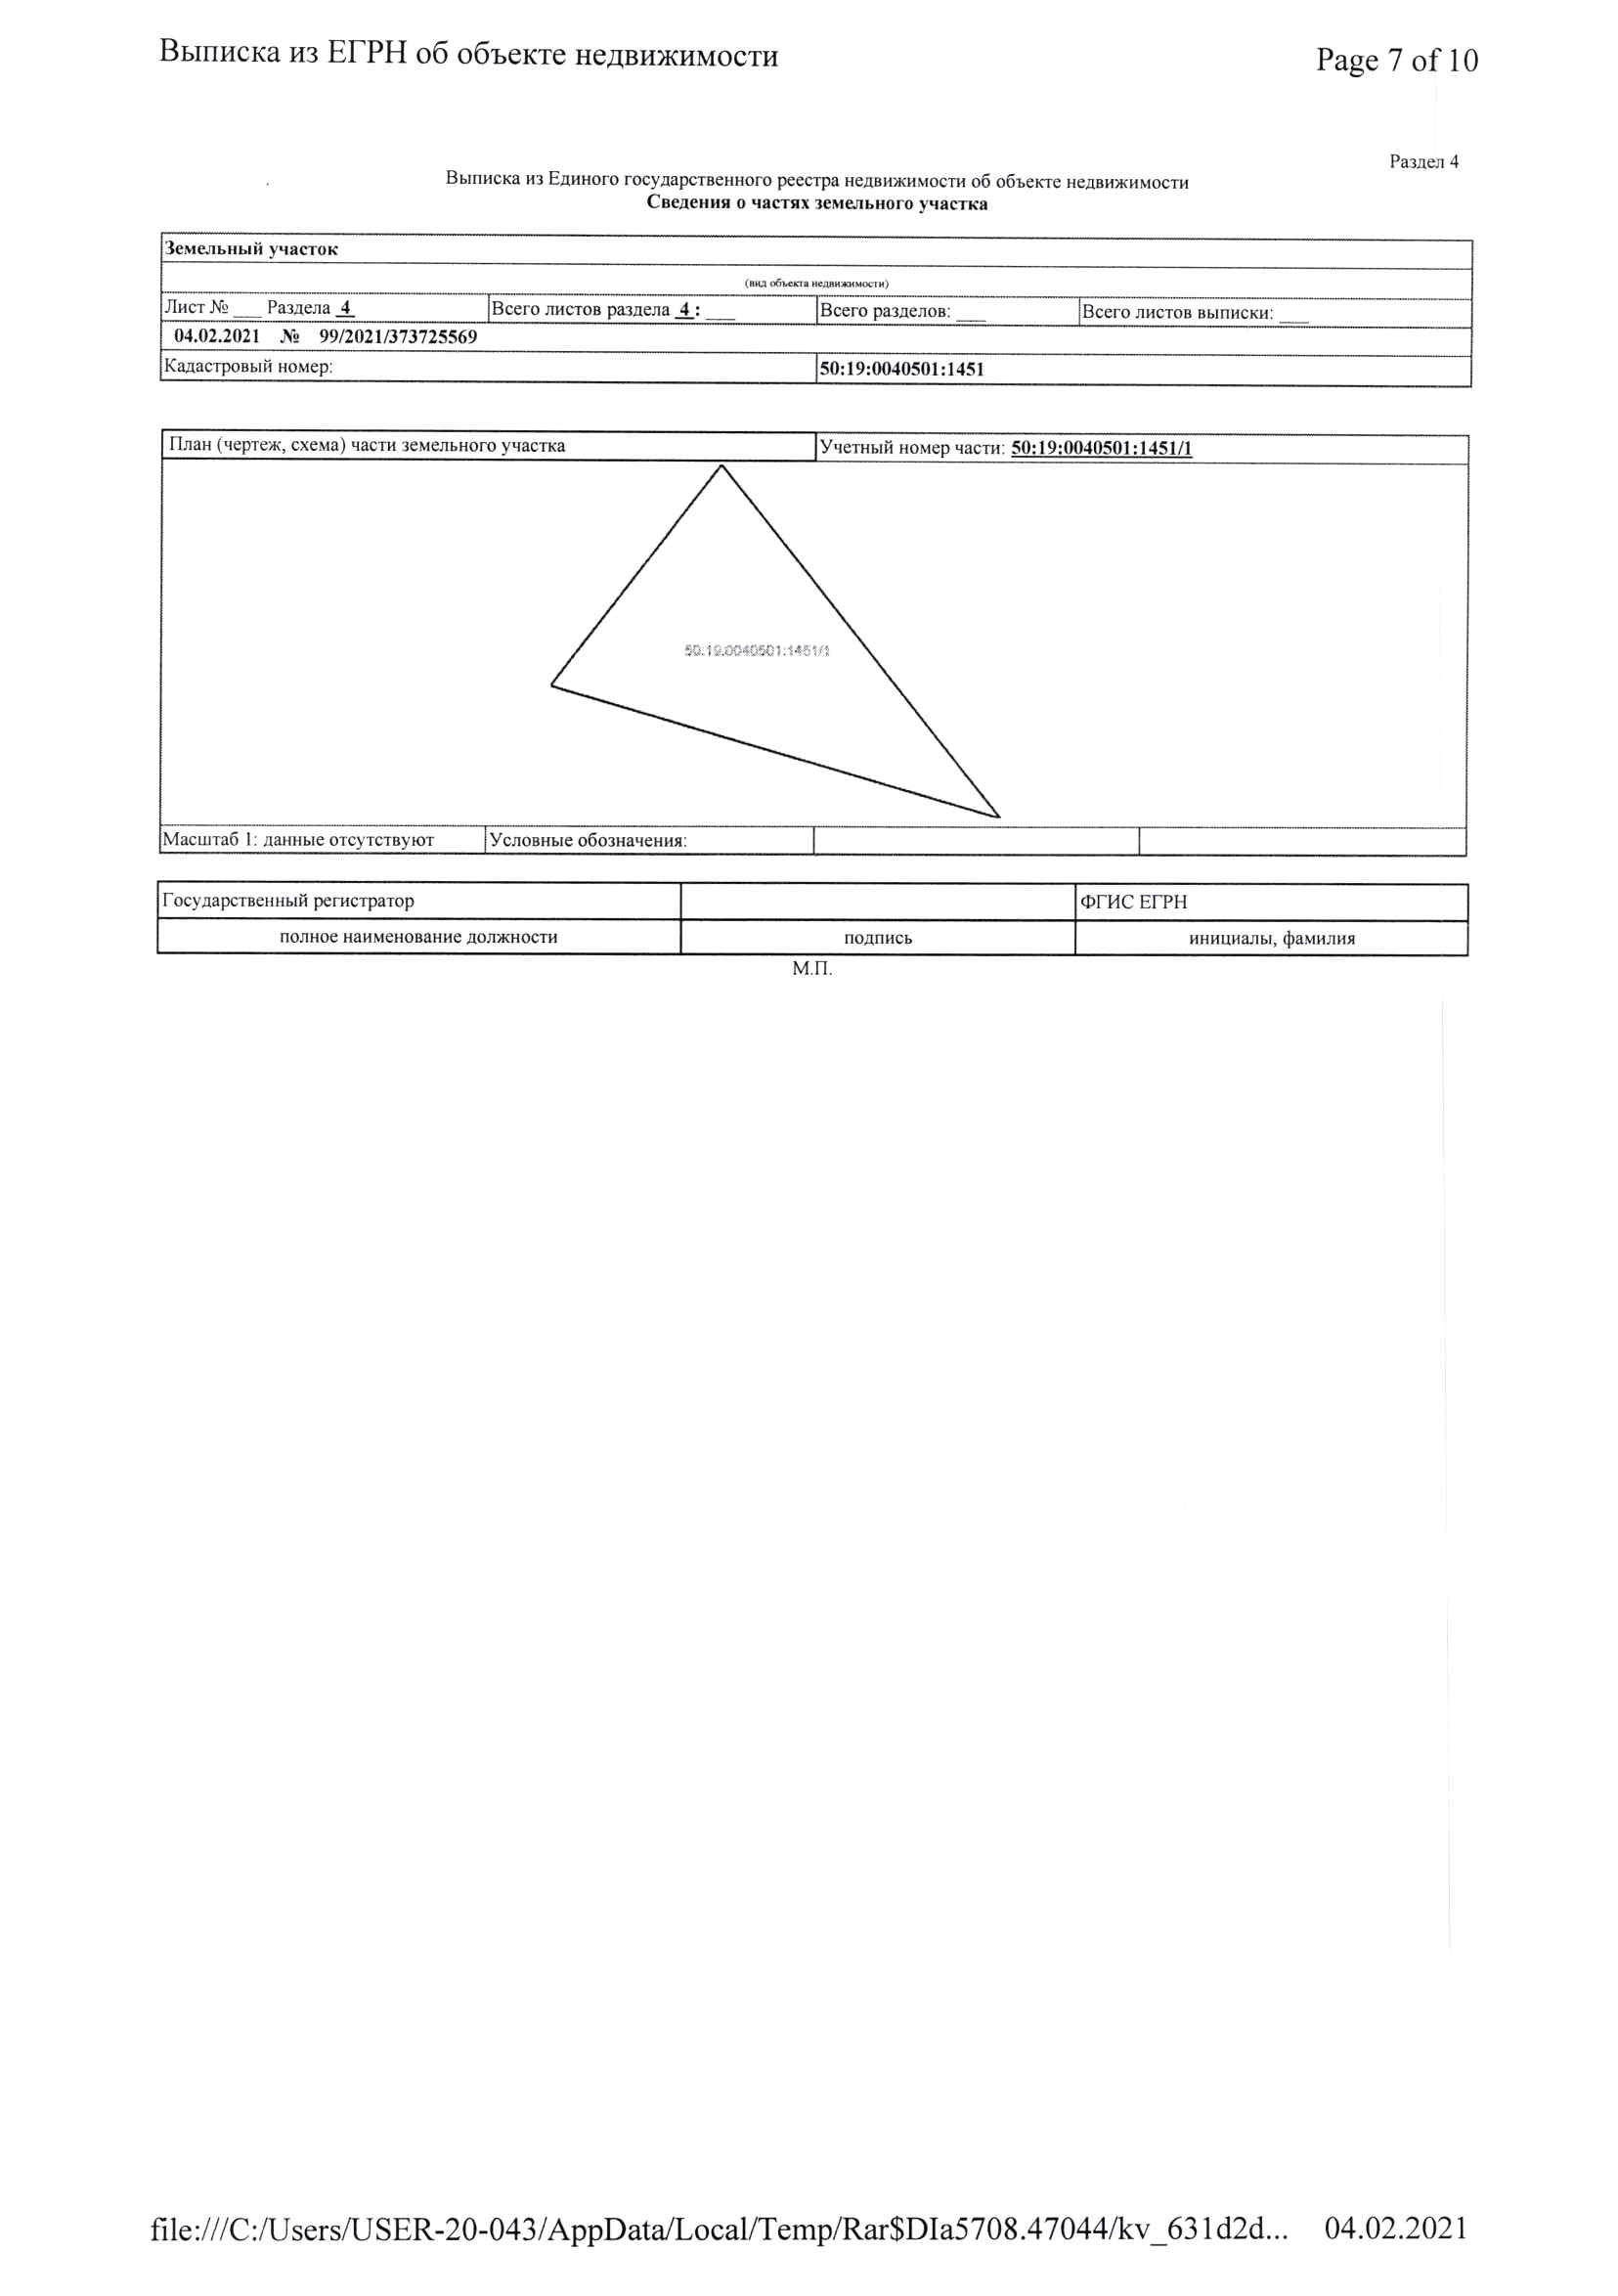 Выписка из ЕГРН об объекте недвижимости Page 7 of 10
Раздел 4
Выписка из Единого государственного реестра недвижимости об объекте недвижимости
Сведения о частях земельного участка
Земельный участок
(вид объекта недвижимости)
Лист № ___ Раздела 4 Всего листов раздела 4 : ___ Всего разделов: ___ Всего листов выписки: ___
04.02.2021 № 99/2021/373725569
Кадастровый номер: 50:19:0040501:1451
План (чертеж, схема) части земельного участка Учетный номер части: 50:19:0040501:1451/1
50:19:0040501:1451/1
Масштаб 1: данные отсутствуют Условные обозначения:
Государственный регистратор ФГИС ЕГРН
полное наименование должности подпись инициалы, фамилия
М.П.
file:///C:/Users/USER-20-043/AppData/Local/Temp/Rar$DIa5708.47044/kv_631d2d... 04.02.2021